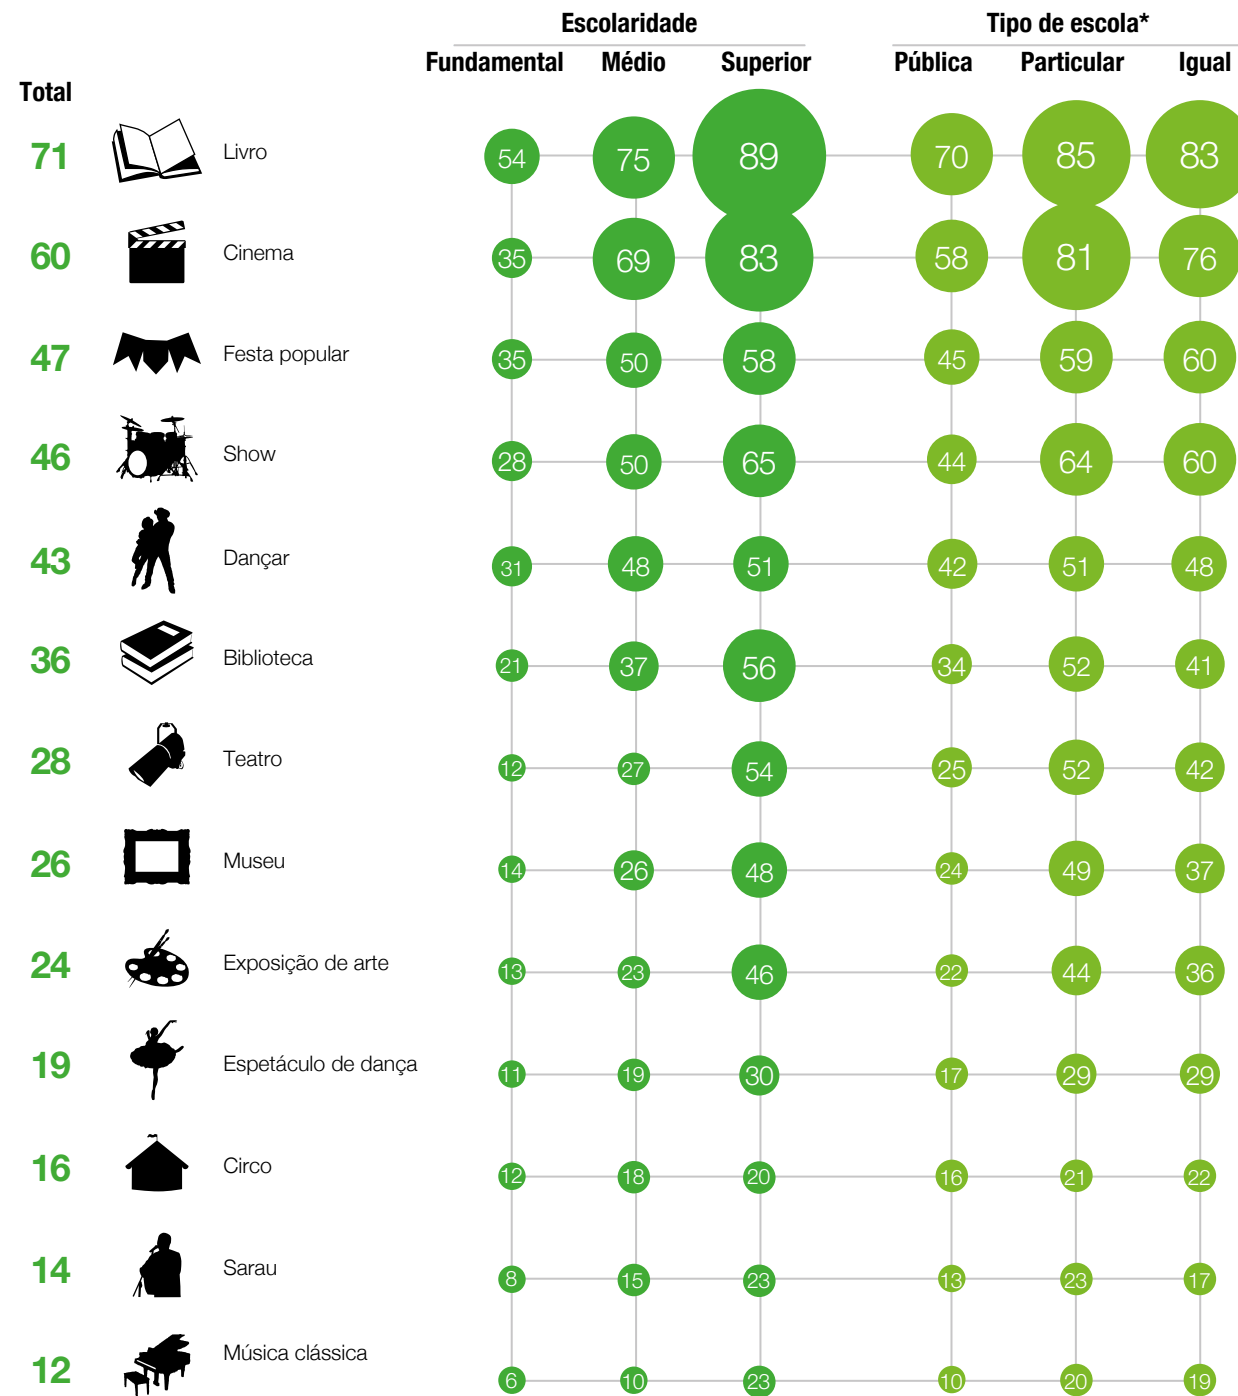 Escolaridade Tipo de escola*
Fundamental Médio Superior Pública Particular Igual
Total
71 Livro 54 75 89 70 85 83
60 Cinema 35 69 83 58 81 76
47 Festa popular 35 50 58 45 59 60
46 Show 28 50 65 44 64 60
43 Dançar 31 48 51 42 51 48
36 Biblioteca 21 37 56 34 52 41
28 Teatro 12 27 54 25 52 42
26 Museu 14 26 48 24 49 37
24 Exposição de arte 13 23 46 22 44 36
19 Espetáculo de dança 11 19 30 17 29 29
16 Circo 12 18 20 16 21 22
14 Sarau 8 15 23 13 23 17
12 Música clássica 6 10 23 10 20 19